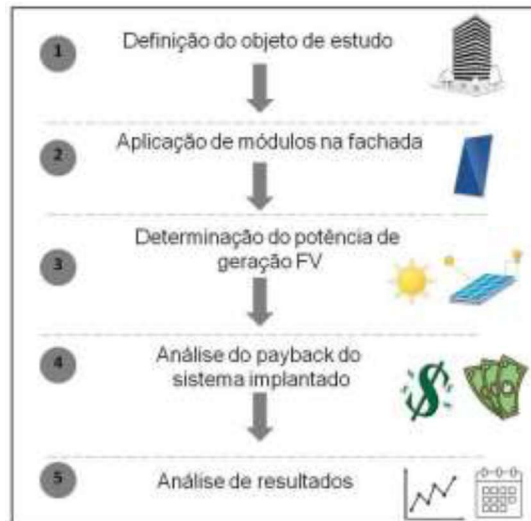 1
Definição do objeto de estudo
2
Aplicação de módulos na fachada
3
Determinação do potência de
geração FV
4
Análise do payback do
sistema implantado
5
Análise de resultados